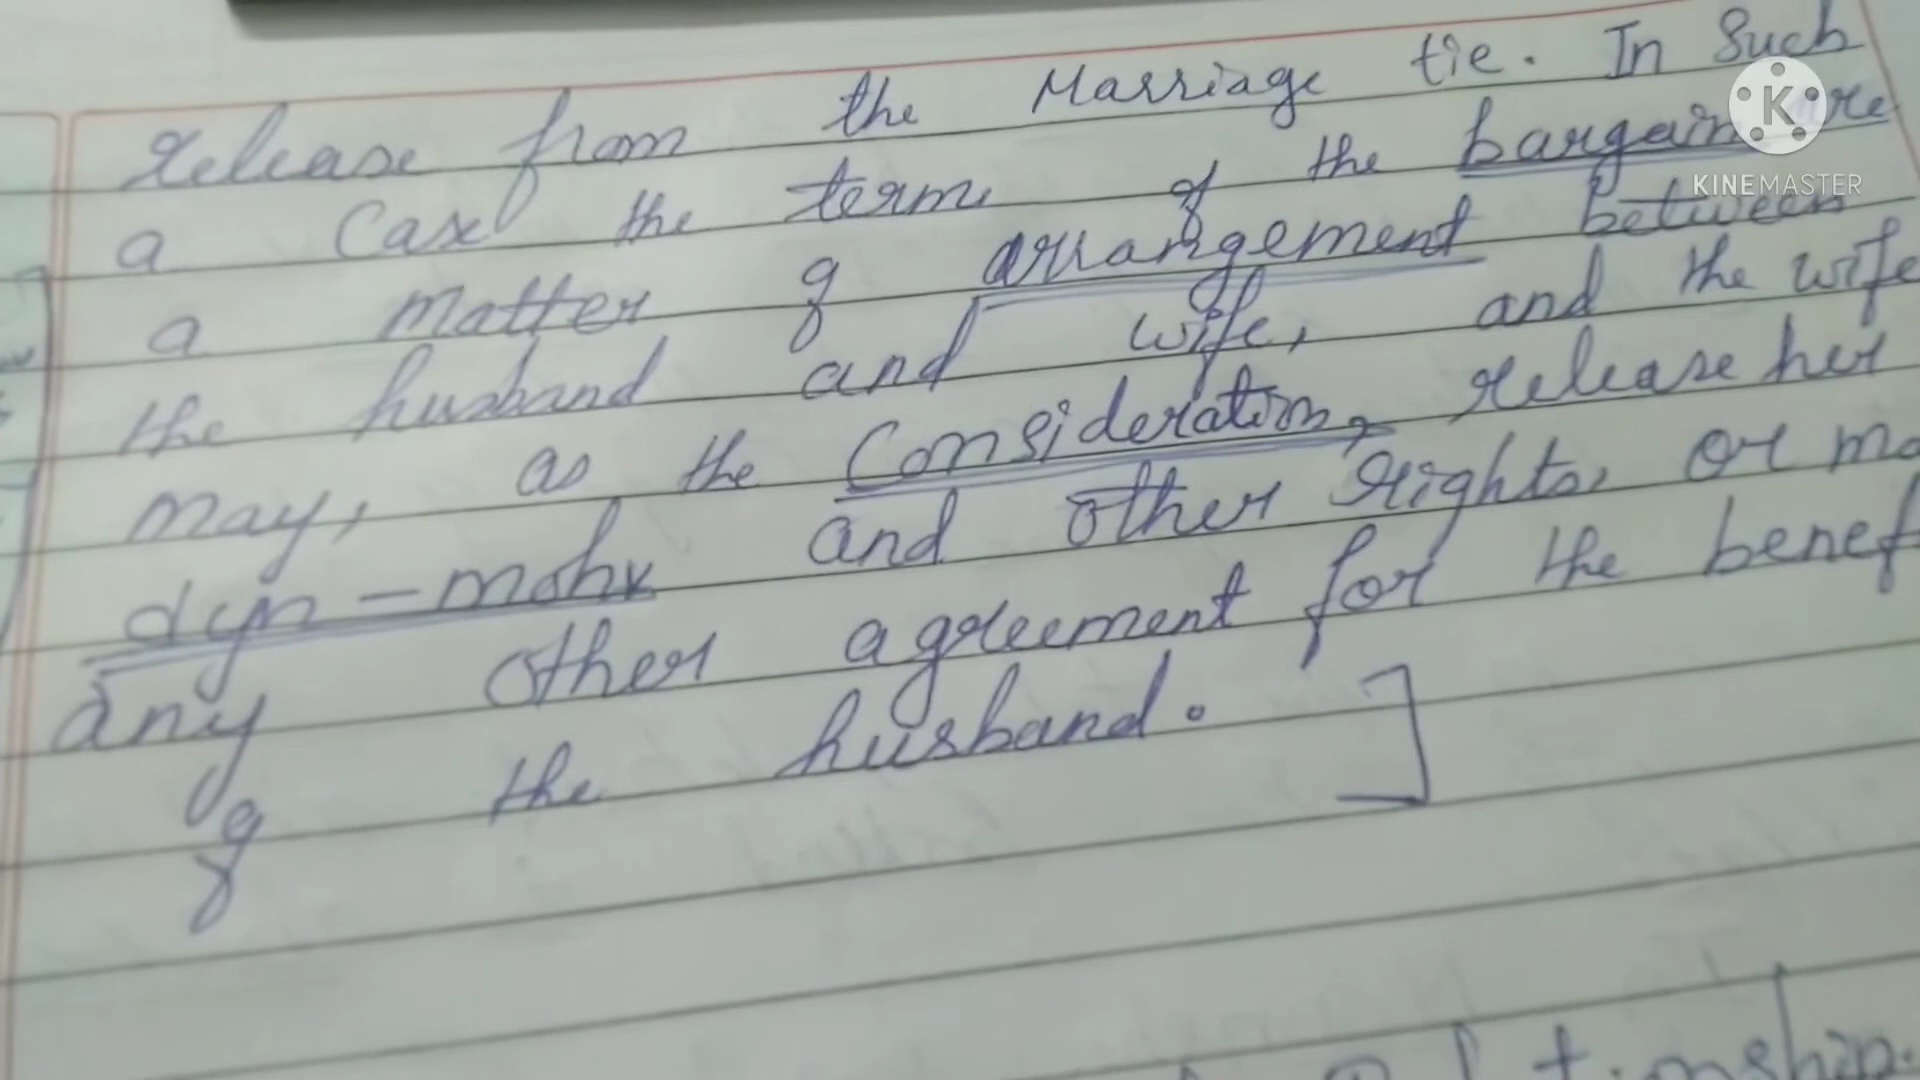 release from the Marriage tie. In Such
a Case the terms of the bargain are
a matter of arrangement between
the husband and wife, and the wife
may, as the Consideration, release her
dyn-mohr and other rights, or
any other agreement for the
of the husband.
KINEMASTER